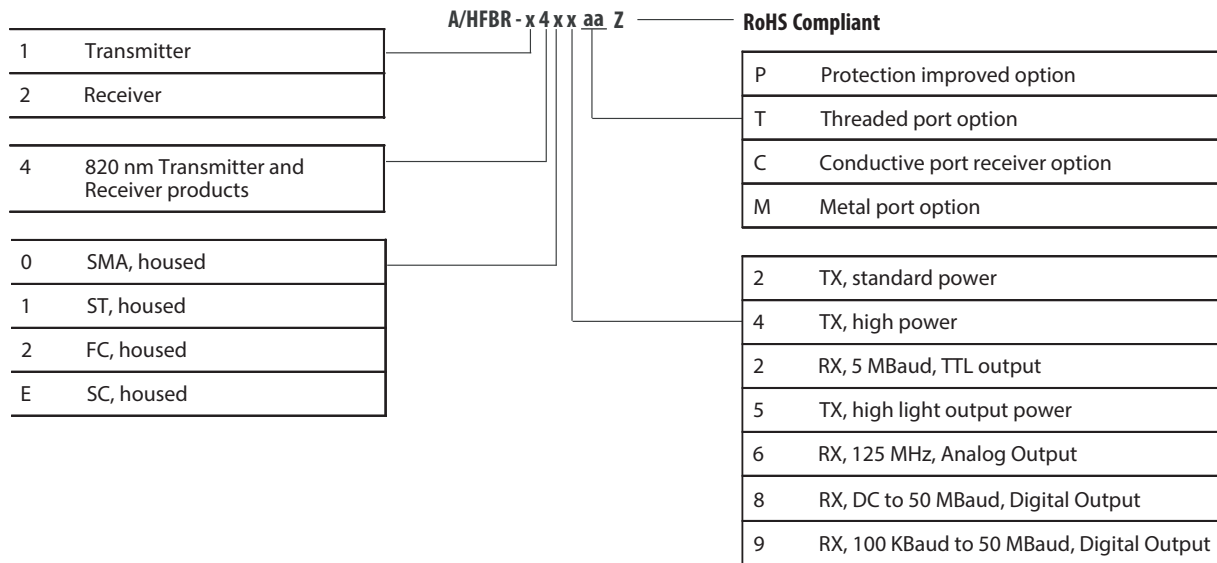 A/HFBR - x 4 x x aa Z RoHS Compliant
1 Transmitter
2 Receiver
4 820 nm Transmitter and
Receiver products
0 SMA, housed
1 ST, housed
2 FC, housed
E SC, housed
P Protection improved option
T Threaded port option
C Conductive port receiver option
M Metal port option
2 TX, standard power
4 TX, high power
2 RX, 5 MBaud, TTL output
5 TX, high light output power
6 RX, 125 MHz, Analog Output
8 RX, DC to 50 MBaud, Digital Output
9 RX, 100 KBaud to 50 MBaud, Digital Output